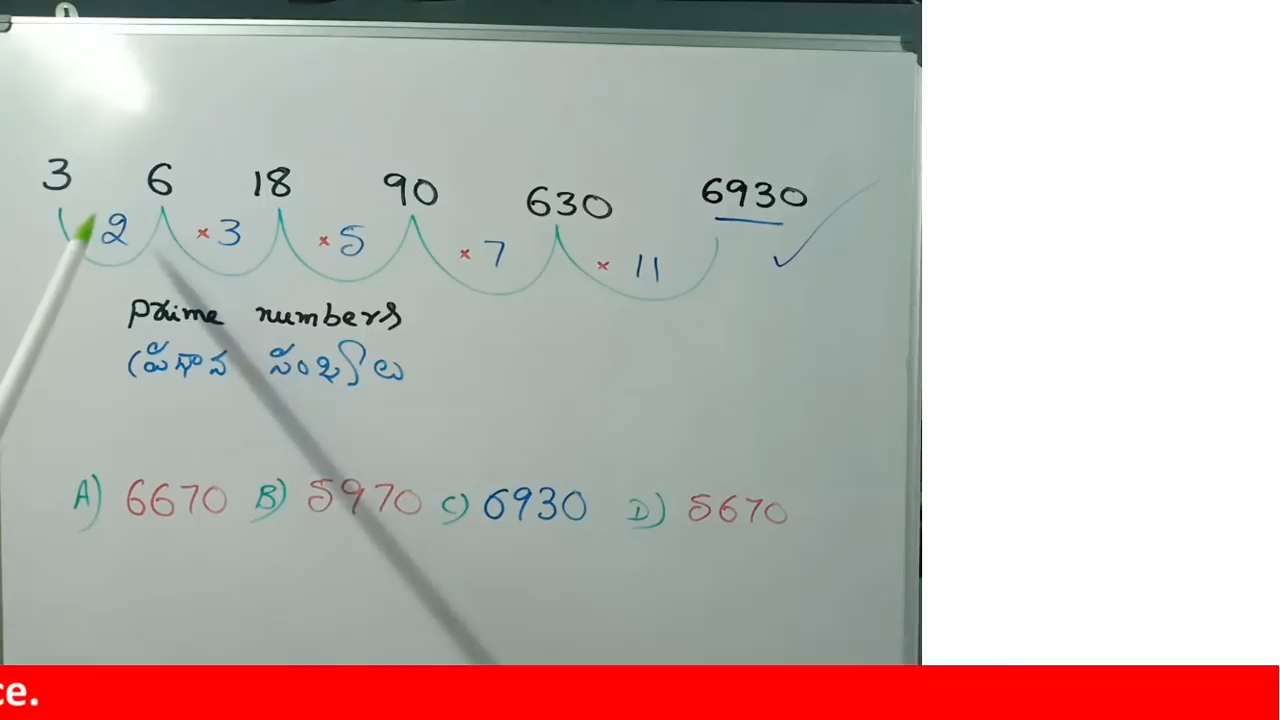 3 6 18 90 630 6930
2 × 3 × 5 × 7 × 11
prime numbers
(ప్రధాన సంఖ్యలు
A) 6670 B) 5970 C) 6930 D) 5670
ce.